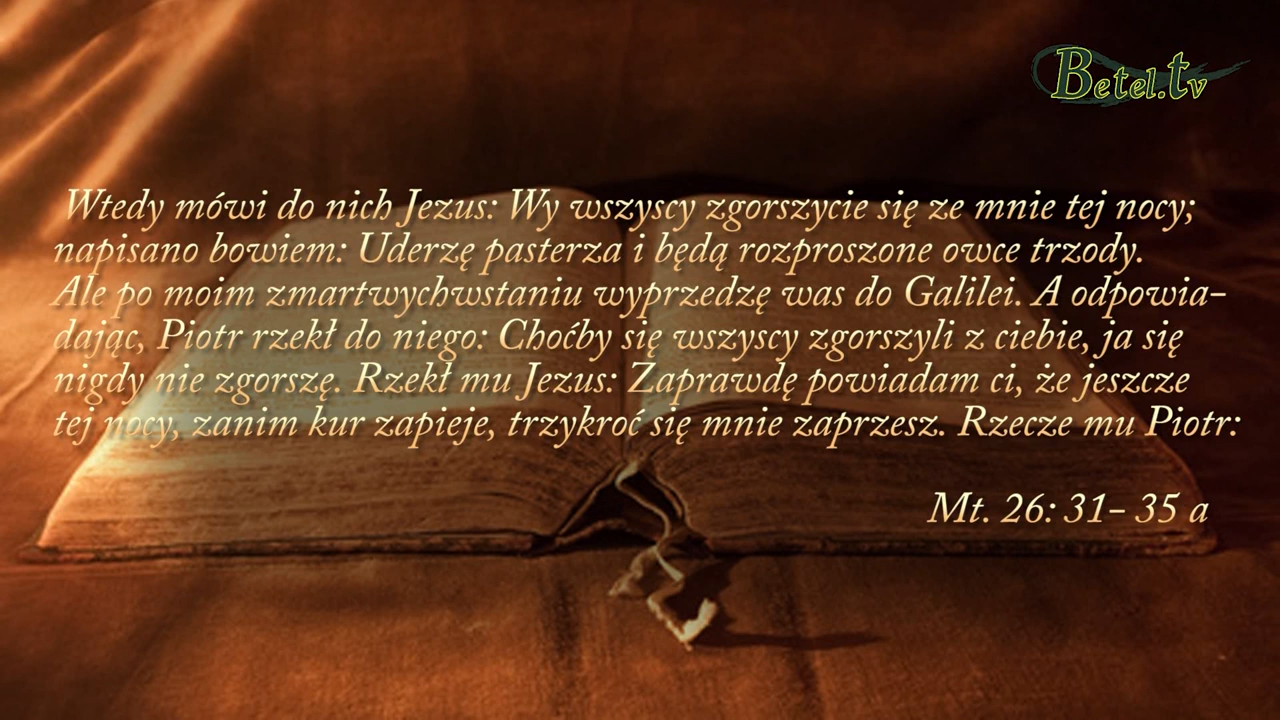 Betel.tv
Wtedy mówi do nich Jezus: Wy wszyscy zgorszycie się ze mnie tej nocy;
napisano bowiem: Uderzę pasterza i będą rozproszone owce trzody.
Ale po moim zmartwychwstaniu wyprzedzę was do Galilei. A odpowia-
dając, Piotr rzekł do niego: Choćby się wszyscy zgorszyli z ciebie, ja się
nigdy nie zgorszę. Rzekł mu Jezus: Zaprawdę powiadam ci, że jeszcze
tej nocy, zanim kur zapieje, trzykroć się mnie zaprzesz. Rzecze mu Piotr:
Mt. 26: 31- 35 a